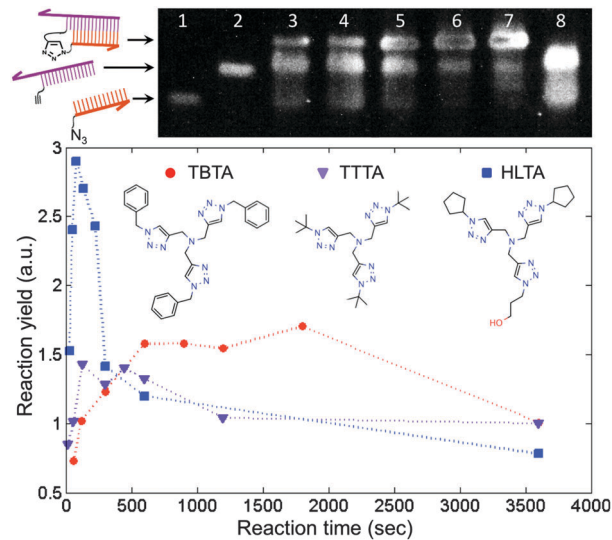 1 2 3 4 5 6 7 8
N N N
N₃
Reaction yield (a.u.)
3
2.5
2
1.5
1
0.5
TBTA TTTA HLTA
N N N
N N N
N
N N N
N N N
N N N
N
N N N
N N N
N N N
N
N N N
HO
0 500 1000 1500 2000 2500 3000 3500 4000
Reaction time (sec)